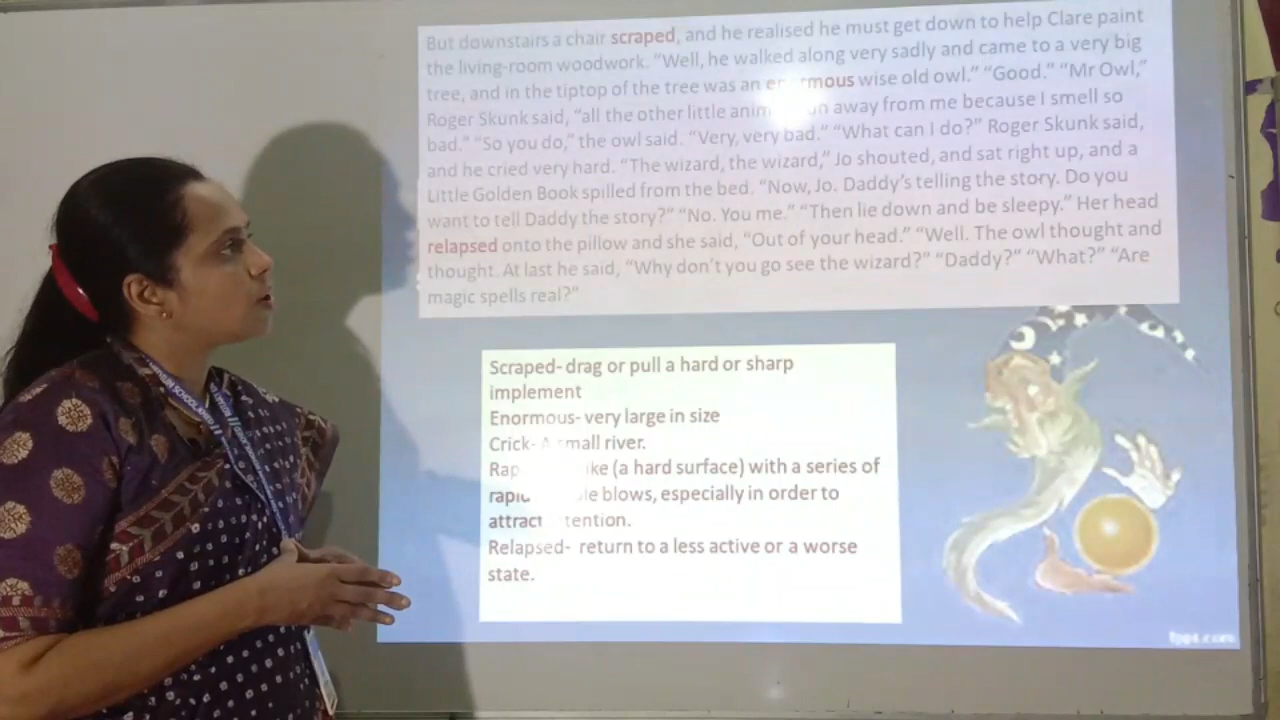 But downstairs a chair scraped, and he realised he must get down to help Clare paint
the living-room woodwork. “Well, he walked along very sadly and came to a very big
tree, and in the tiptop of the tree was an wise old owl.” “Good.” “Mr Owl,”
Roger Skunk said, “all the other little away from me because I smell so
bad.” “So you do,” the owl said. “Very, very bad.” “What can I do?” Roger Skunk said,
and he cried very hard. “The wizard, the wizard,” Jo shouted, and sat right up, and a
Little Golden Book spilled from the bed. “Now, Jo. Daddy’s telling the story. Do you
want to tell Daddy the story?” “No. You me.” “Then lie down and be sleepy.” Her head
relapsed onto the pillow and she said, “Out of your head.” “Well. The owl thought and
thought. At last he said, “Why don’t you go see the wizard?” “Daddy?” “What?” “Are
magic spells real?”
Scraped- drag or pull a hard or sharp
implement
Enormous- very large in size
Crick- A small river.
(a hard surface) with a series of
blows, especially in order to
attract
Relapsed- return to a less active or a worse
state.